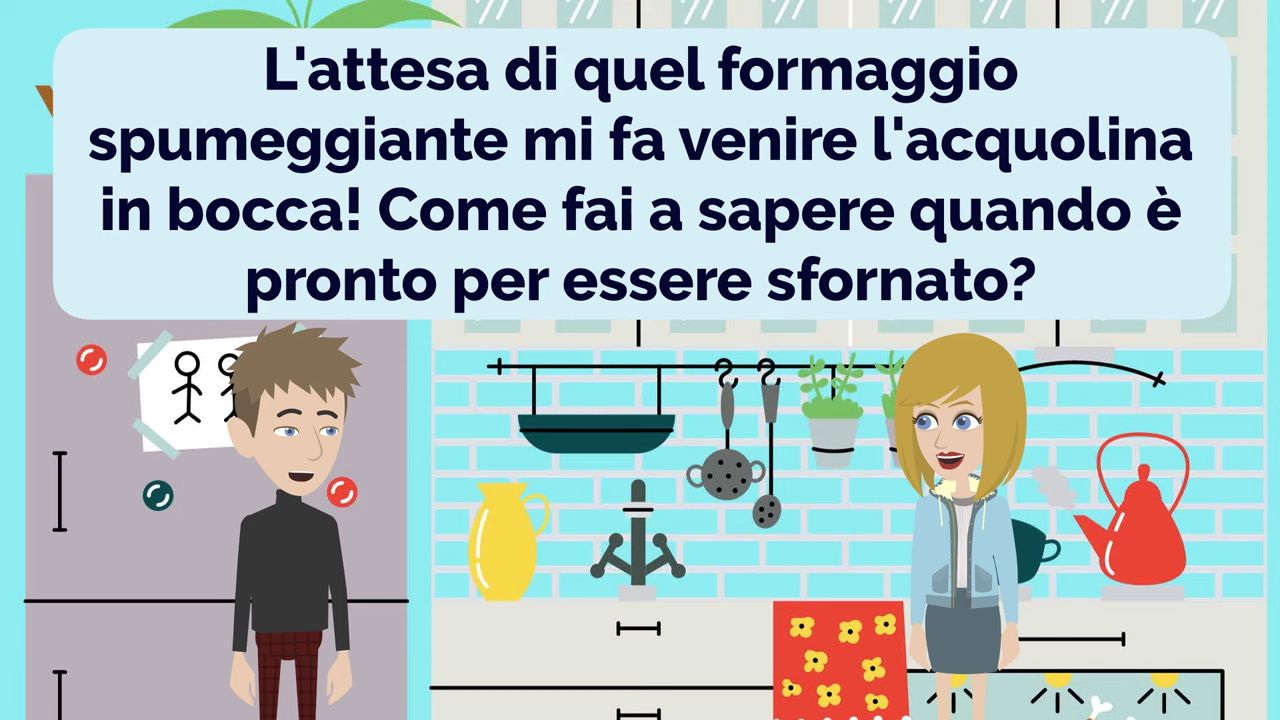 L'attesa di quel formaggio
spumeggiante mi fa venire l'acquolina
in bocca! Come fai a sapere quando è
pronto per essere sfornato?